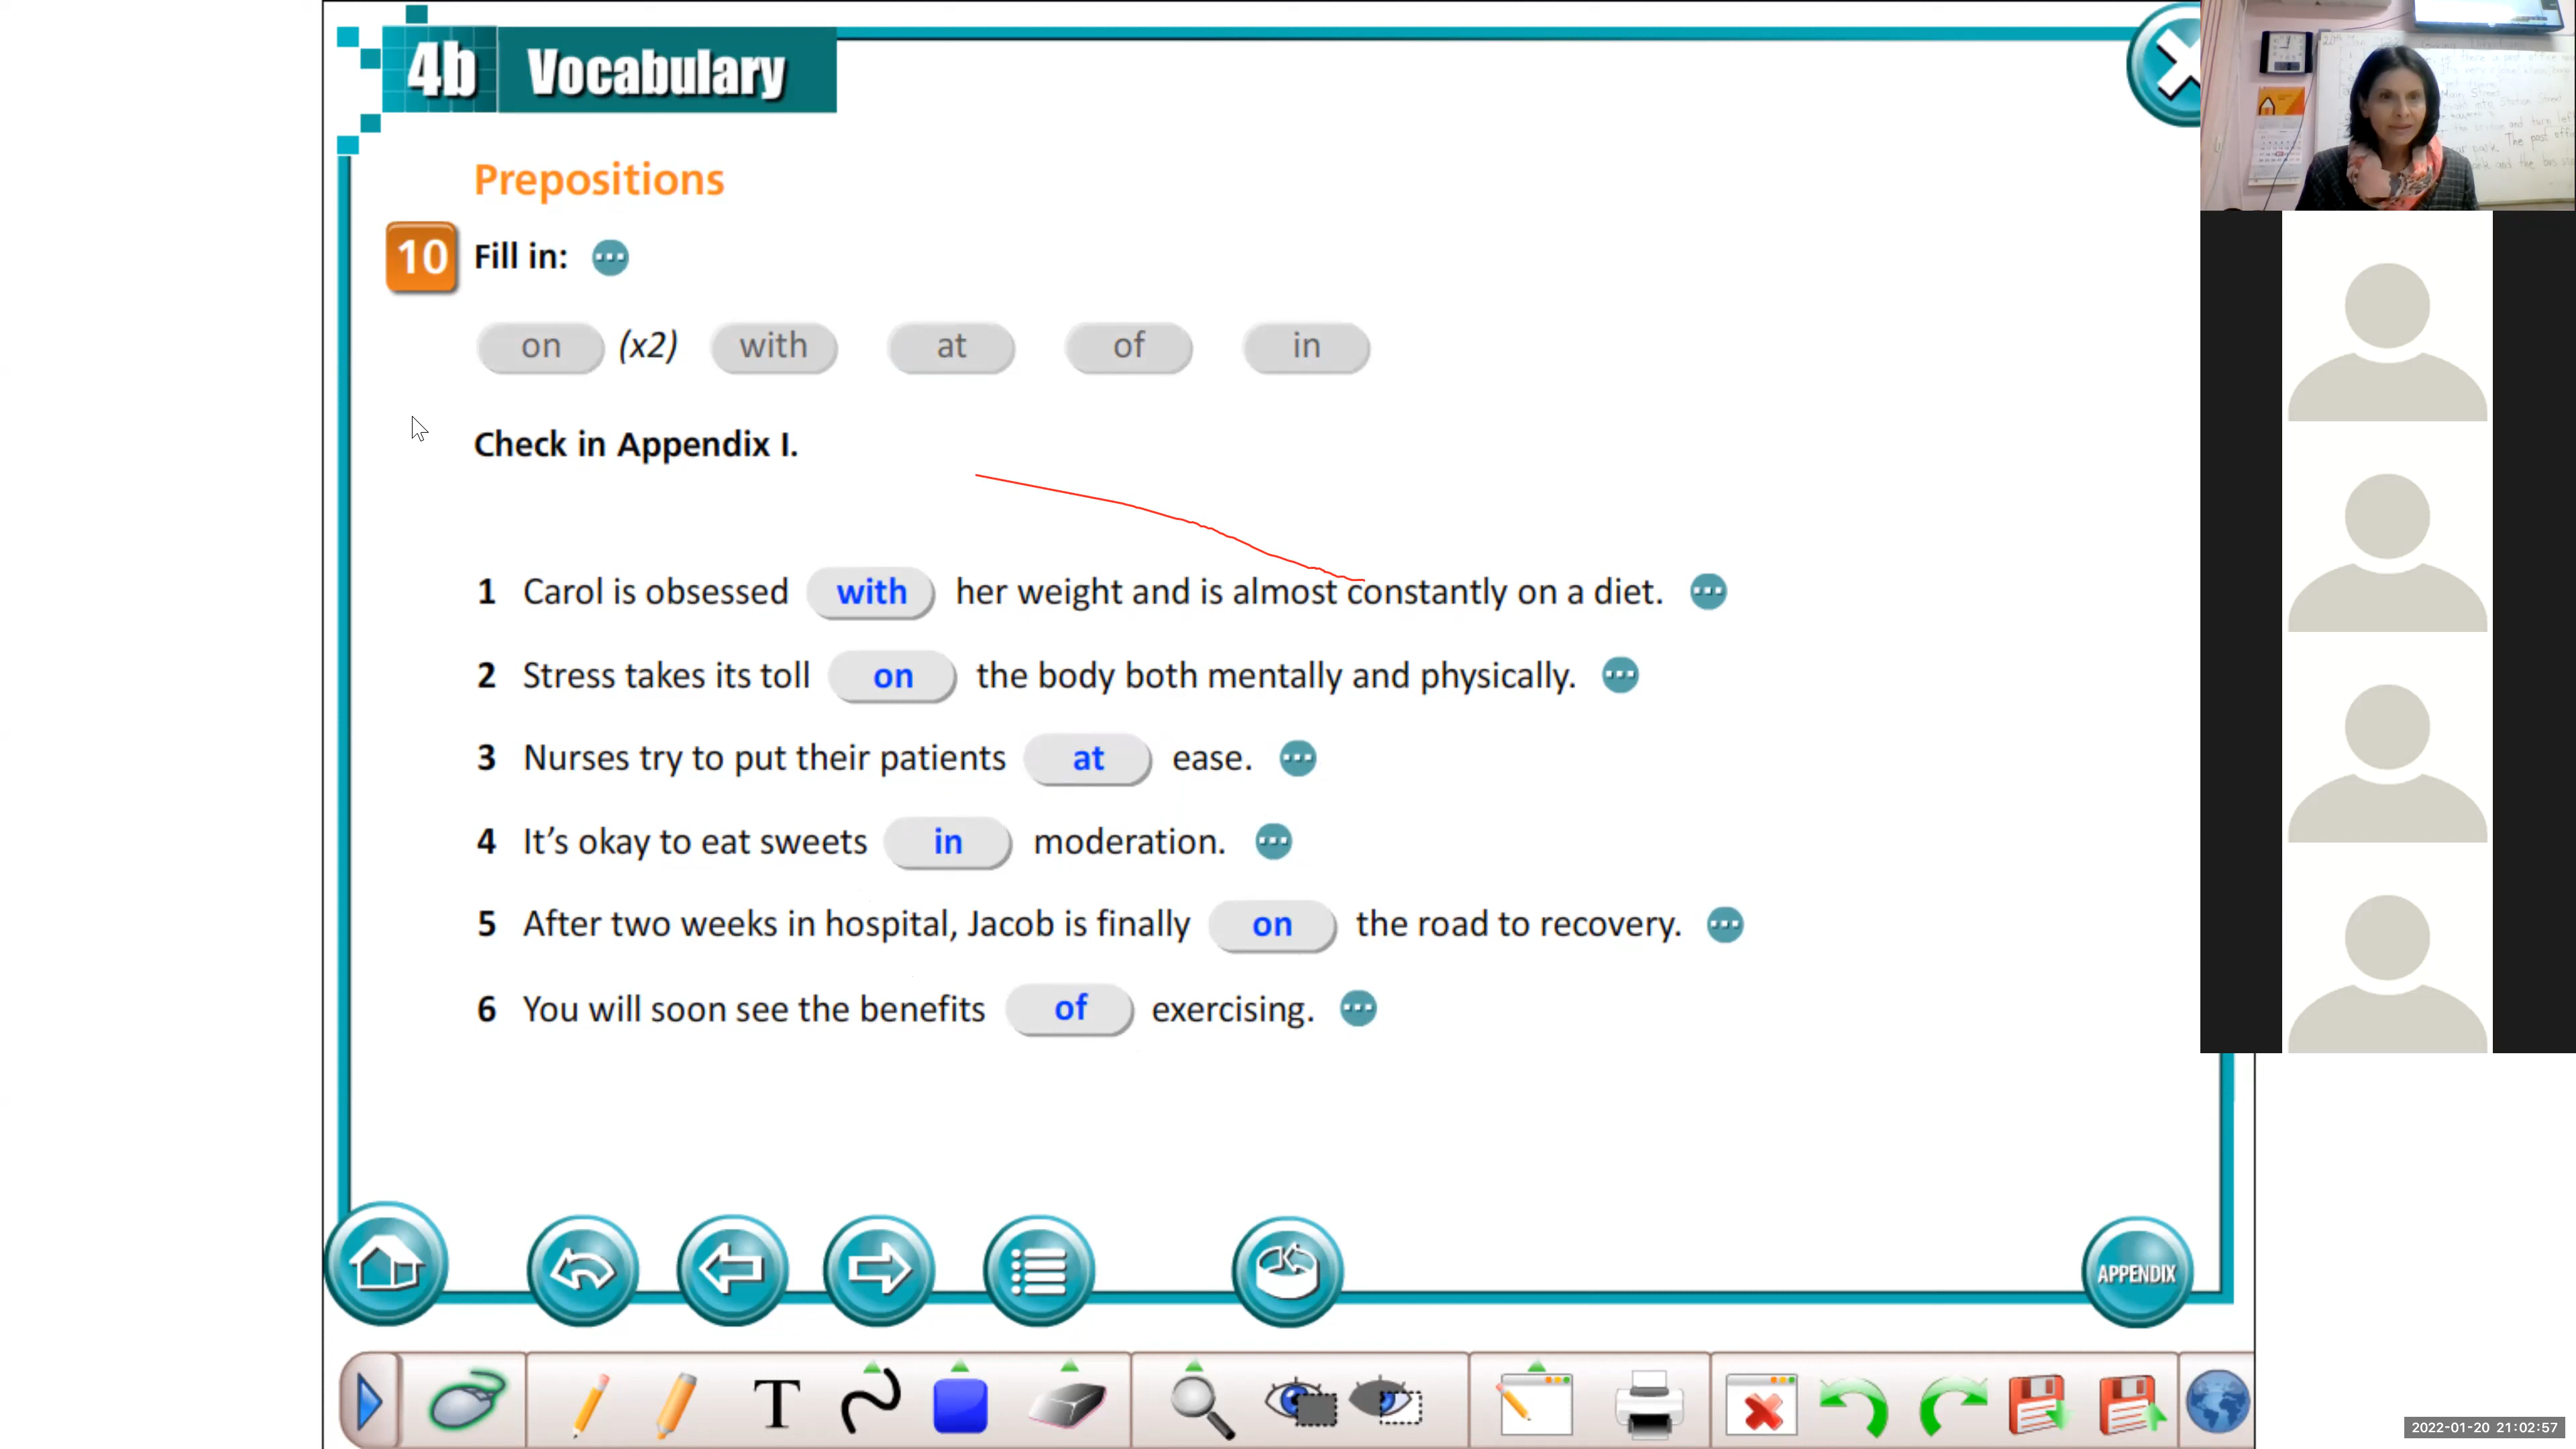 4b Vocabulary
Prepositions
10 Fill in:
on (x2) with at of in
Check in Appendix I.
1 Carol is obsessed with her weight and is almost constantly on a diet.
2 Stress takes its toll on the body both mentally and physically.
3 Nurses try to put their patients at ease.
4 It's okay to eat sweets in moderation.
5 After two weeks in hospital, Jacob is finally on the road to recovery.
6 You will soon see the benefits of exercising.
APPENDIX
T
2022-01-20 21:02:57